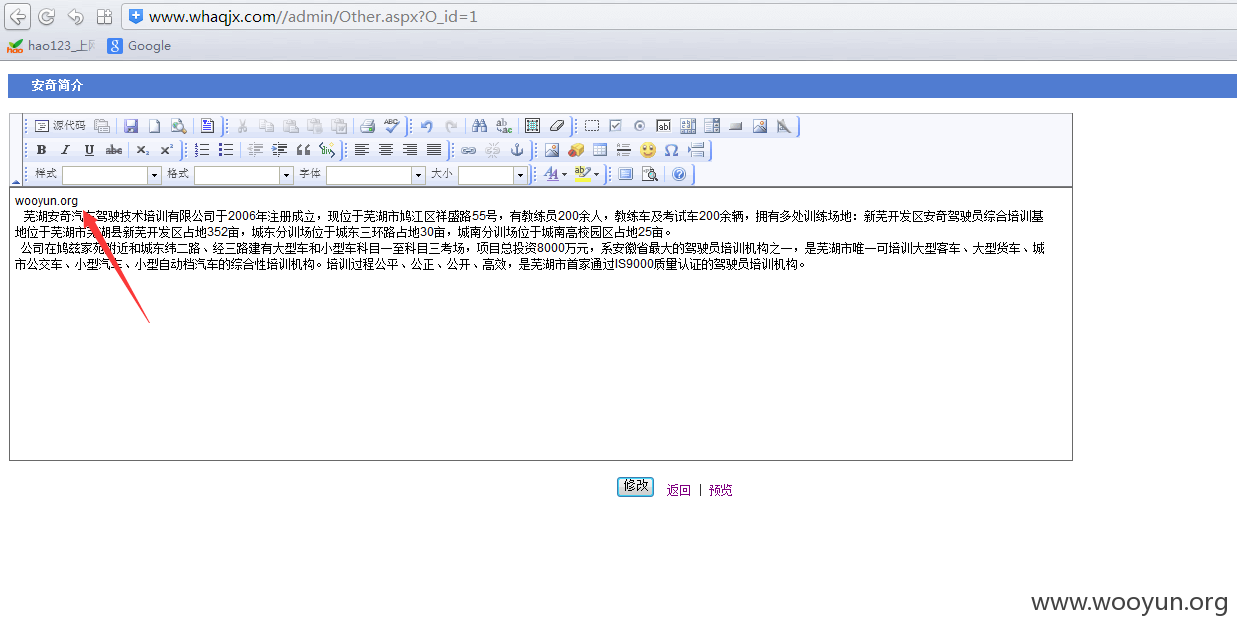 www.whaqjx.com//admin/Other.aspx?O_id=1
hao123_上网
Google
安奇简介
源代码
样式 格式 字体 大小
wooyun.org
芜湖安奇汽车驾驶技术培训有限公司于2006年注册成立，现位于芜湖市鸠江区祥盛路55号，有教练员200余人，教练车及考试车200余辆，拥有多处训练场地：新芜开发区安奇驾驶员综合培训基
地位于芜湖市芜湖县新芜开发区占地352亩，城东分训场位于城东三环路占地30亩，城南分训场位于城南高校园区占地25亩。
公司在鸠兹家苑附近和城东纬二路、经三路建有大型车和小型车科目一至科目三考场，项目总投资8000万元，系安徽省最大的驾驶员培训机构之一，是芜湖市唯一可培训大型客车、大型货车、城
市公交车、小型汽车、小型自动档汽车的综合性培训机构。培训过程公平、公正、公开、高效，是芜湖市首家通过IS9000质量认证的驾驶员培训机构。
修改 返回 | 预览
www.wooyun.org